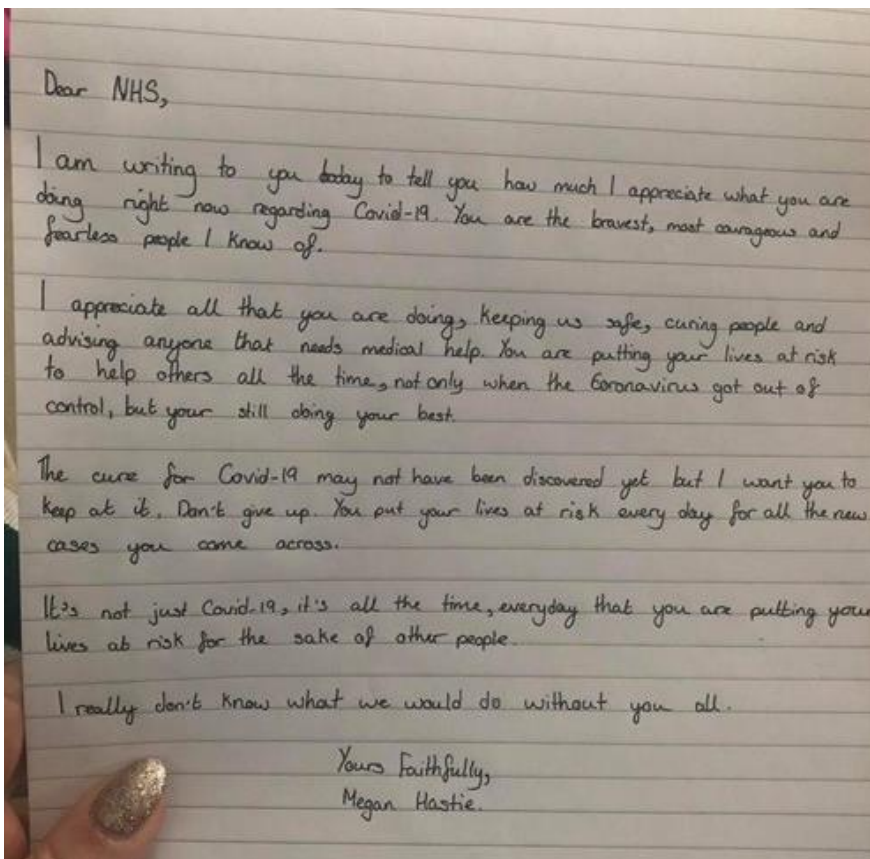 Dear NHS,
I am writing to you today to tell you how much I appreciate what you are
doing right now regarding Covid-19. You are the bravest, most courageous and
fearless people I know of.
I appreciate all that you are doing, keeping us safe, curing people and
advising anyone that needs medical help. You are putting your lives at risk
to help others all the time, not only when the Coronavirus got out of
control, but your still doing your best.
The cure for Covid-19 may not have been discovered yet but I want you to
keep at it. Don't give up. You put your lives at risk every day for all the new
cases you come across.
It's not just Covid-19, it's all the time, everyday that you are putting your
lives at risk for the sake of other people.
I really don't know what we would do without you all.
Yours Faithfully,
Megan Hastie.